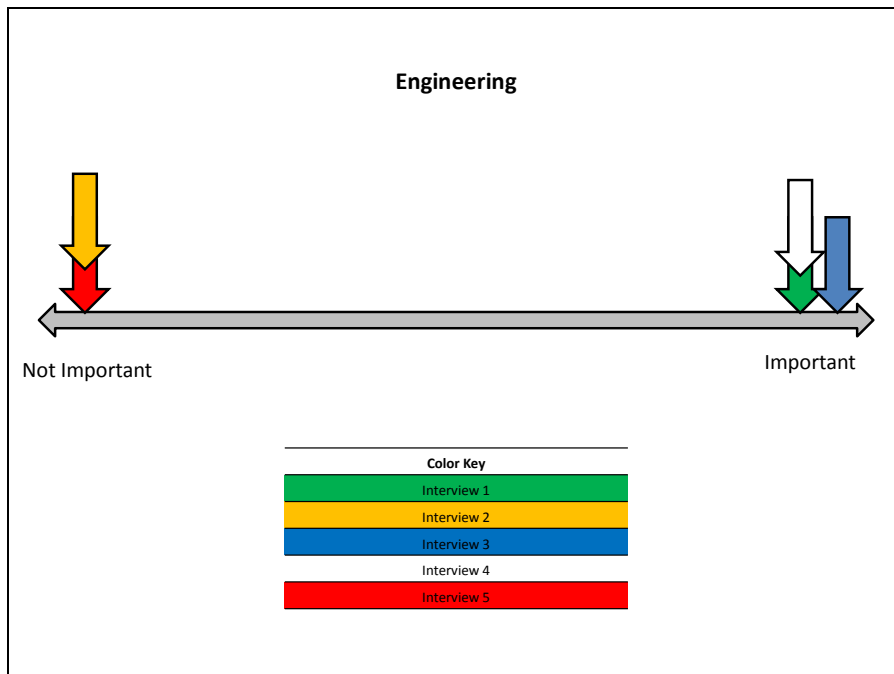 Engineering
Not Important
Important
Color Key
Interview 1
Interview 2
Interview 3
Interview 4
Interview 5